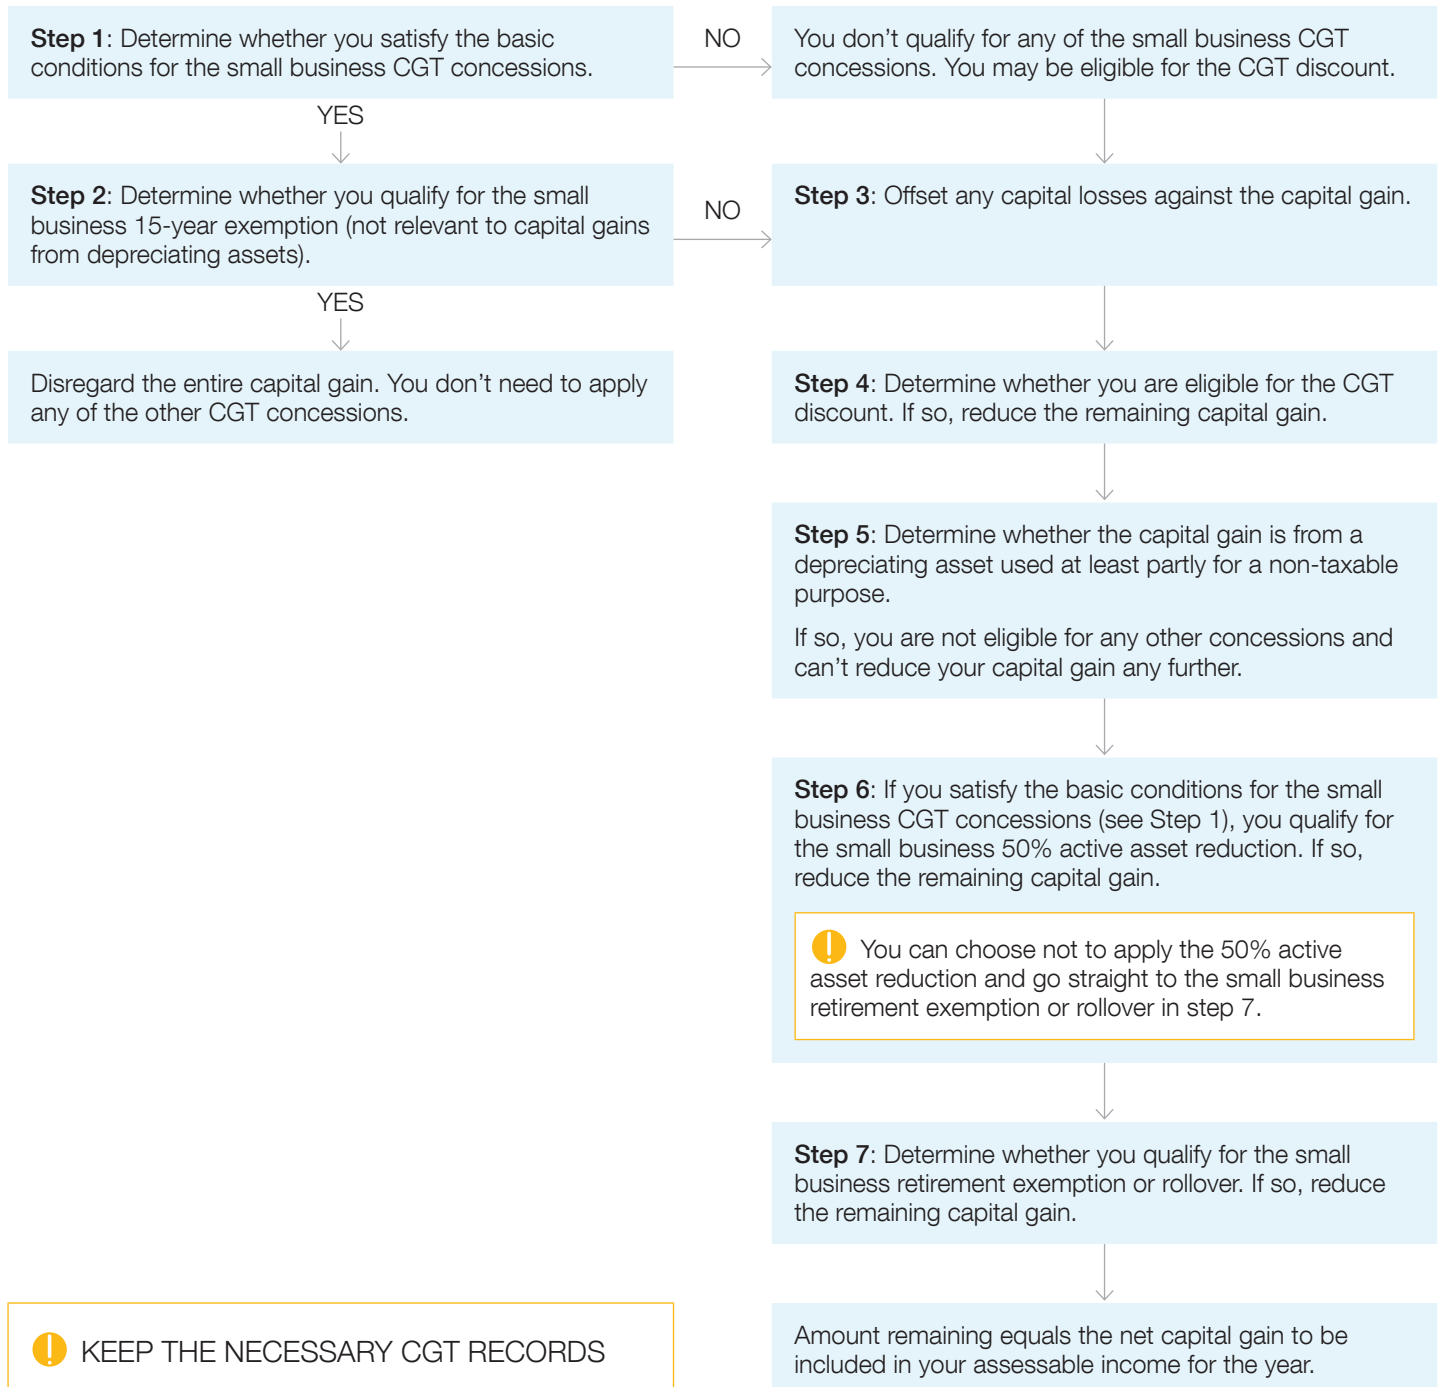 Step 1: Determine whether you satisfy the basic
conditions for the small business CGT concessions.
NO
You don’t qualify for any of the small business CGT
concessions. You may be eligible for the CGT discount.
YES
Step 2: Determine whether you qualify for the small
business 15-year exemption (not relevant to capital gains
from depreciating assets).
NO
Step 3: Offset any capital losses against the capital gain.
YES
Disregard the entire capital gain. You don’t need to apply
any of the other CGT concessions.
Step 4: Determine whether you are eligible for the CGT
discount. If so, reduce the remaining capital gain.
Step 5: Determine whether the capital gain is from a
depreciating asset used at least partly for a non-taxable
purpose.
If so, you are not eligible for any other concessions and
can’t reduce your capital gain any further.
Step 6: If you satisfy the basic conditions for the small
business CGT concessions (see Step 1), you qualify for
the small business 50% active asset reduction. If so,
reduce the remaining capital gain.
You can choose not to apply the 50% active
asset reduction and go straight to the small business
retirement exemption or rollover in step 7.
Step 7: Determine whether you qualify for the small
business retirement exemption or rollover. If so, reduce
the remaining capital gain.
KEEP THE NECESSARY CGT RECORDS
Amount remaining equals the net capital gain to be
included in your assessable income for the year.